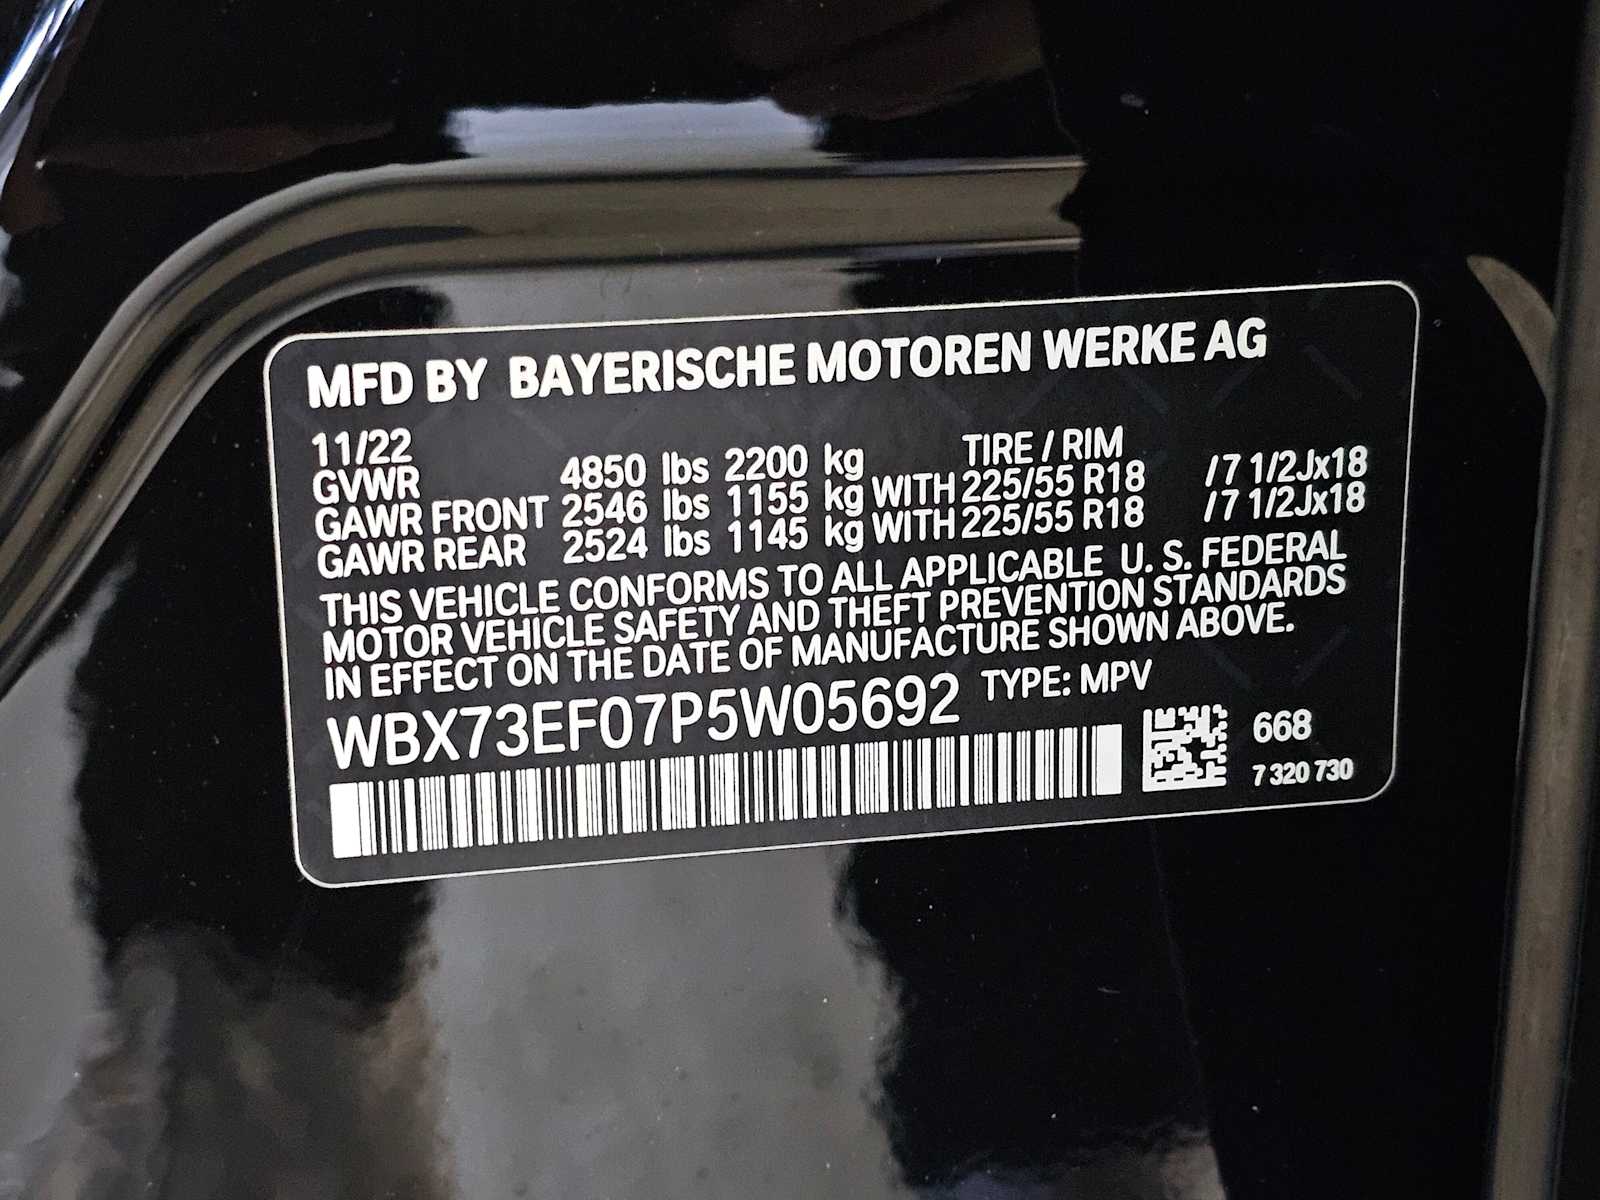 MFD BY BAYERISCHE MOTOREN WERKE AG
11/22 TIRE / RIM
GVWR 4850 lbs 2200 kg
GAWR FRONT 2546 lbs 1155 kg WITH 225/55 R18 /7 1/2Jx18
GAWR REAR 2524 lbs 1145 kg WITH 225/55 R18 /7 1/2Jx18
THIS VEHICLE CONFORMS TO ALL APPLICABLE U. S. FEDERAL
MOTOR VEHICLE SAFETY AND THEFT PREVENTION STANDARDS
IN EFFECT ON THE DATE OF MANUFACTURE SHOWN ABOVE.
WBX73EF07P5W05692 TYPE: MPV
668
7 320 730